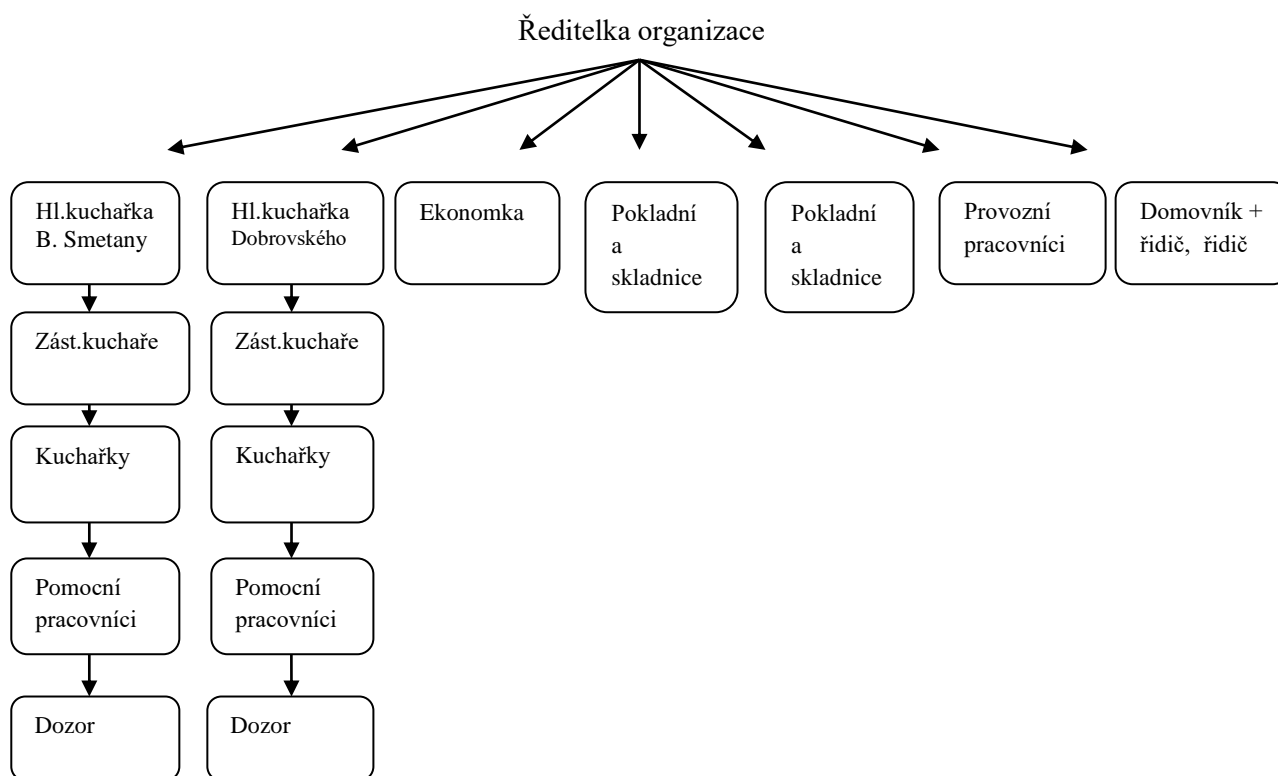 Ředitelka organizace
Hl.kuchařka
B. Smetany
Hl.kuchařka
Dobrovského
Ekonomka
Pokladní
a
skladnice
Pokladní
a
skladnice
Provozní
pracovníci
Domovník +
řidič, řidič
Zást.kuchaře
Zást.kuchaře
Kuchařky
Kuchařky
Pomocní
pracovníci
Pomocní
pracovníci
Dozor
Dozor